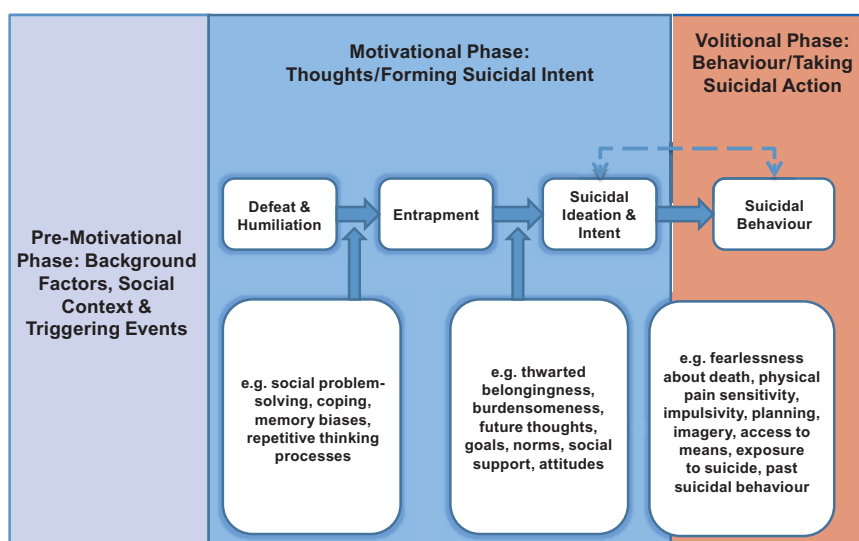 Pre-Motivational
Phase: Background
Factors, Social
Context &
Triggering Events
Motivational Phase:
Thoughts/Forming Suicidal Intent
Defeat &
Humiliation
Entrapment
Suicidal
Ideation &
Intent
e.g. social problem-
solving, coping,
memory biases,
repetitive thinking
processes
e.g. thwarted
belongingness,
burdensomeness,
future thoughts,
goals, norms, social
support, attitudes
Volitional Phase:
Behaviour/Taking
Suicidal Action
Suicidal
Behaviour
e.g. fearlessness
about death, physical
pain sensitivity,
impulsivity, planning,
imagery, access to
means, exposure
to suicide, past
suicidal behaviour